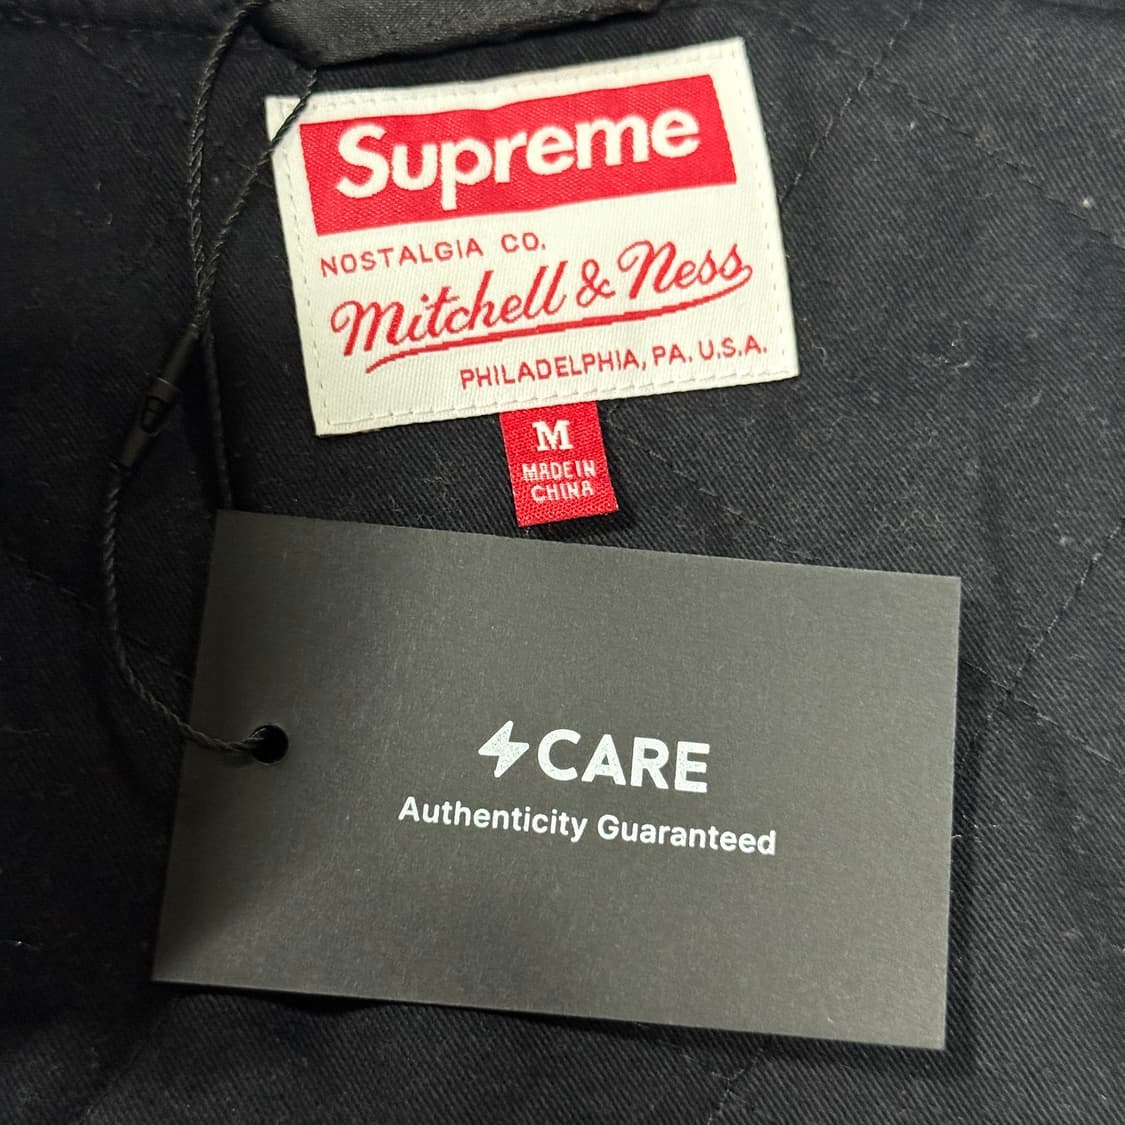 Supreme
NOSTALGIA CO.
Mitchell & Ness
PHILADELPHIA, PA. U.S.A.
M
MADE IN
CHINA
CARE
Authenticity Guaranteed